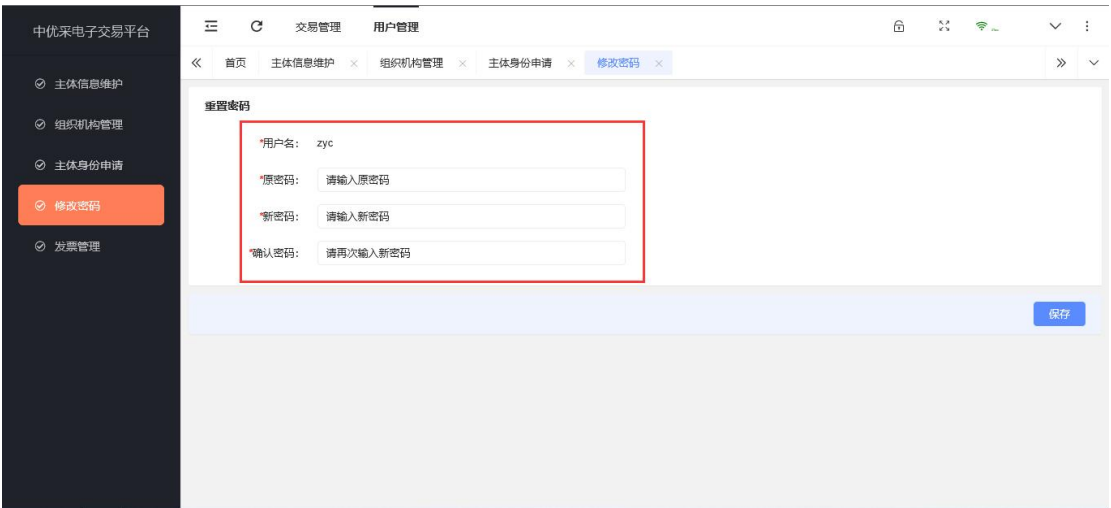 中优采电子交易平台
交易管理 用户管理
首页 主体信息维护 组织机构管理 主体身份申请 修改密码
主体信息维护
组织机构管理
主体身份申请
修改密码
发票管理
重置密码
*用户名： zyc
*原密码： 请输入原密码
*新密码： 请输入新密码
*确认密码： 请再次输入新密码
保存